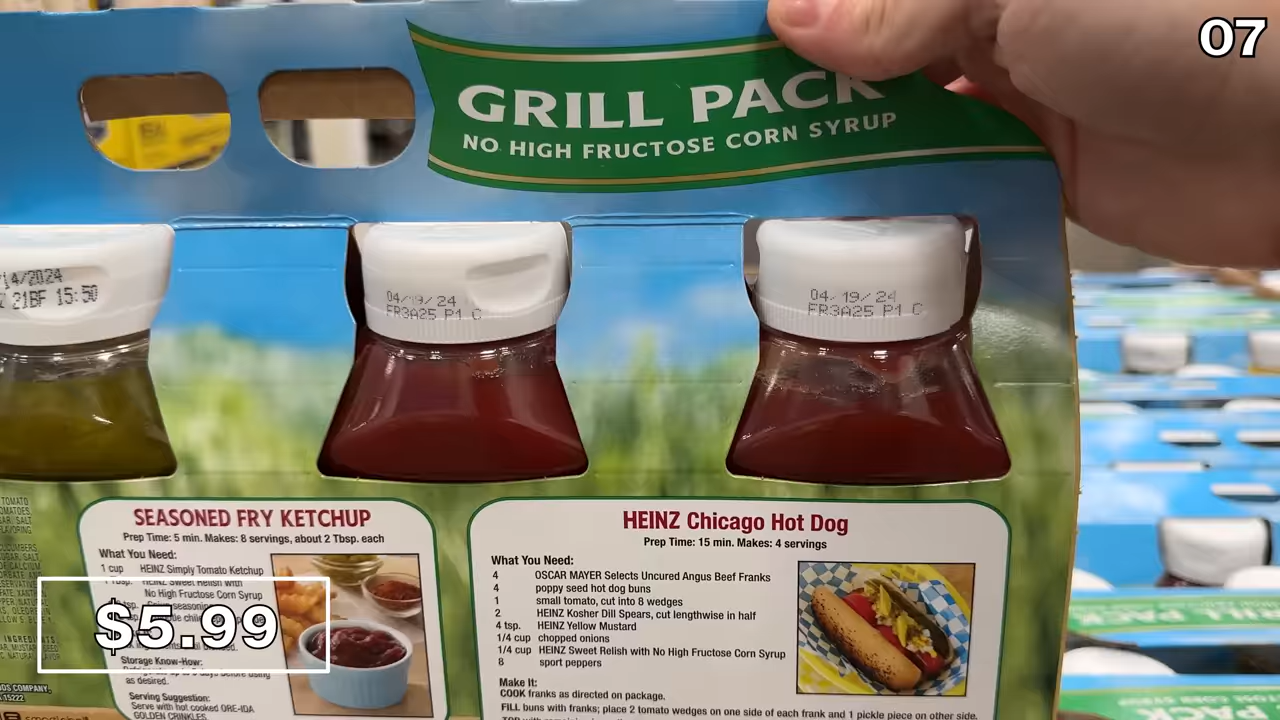 07
GRILL PACK
NO HIGH FRUCTOSE CORN SYRUP
/14/2024
21BF 15:50
04/19/24
FR3A25 P1 C
04/19/24
FR3A25 P1 C
TOMATO
SEASONED FRY KETCHUP
Prep Time: 5 min. Makes: 8 servings, about 2 Tbsp. each
What You Need:
1 cup HEINZ Simply Tomato Ketchup
HEINZ Sweet Relish with
No High Fructose Corn Syrup
$5.99
Storage Know-How:
as desired.
Serving Suggestion:
Serve with hot cooked ORE-IDA
GOLDEN CRINKLES
HEINZ Chicago Hot Dog
Prep Time: 15 min. Makes: 4 servings
What You Need:
4 OSCAR MAYER Selects Uncured Angus Beef Franks
4 poppy seed hot dog buns
1 small tomato, cut into 8 wedges
2 HEINZ Kosher Dill Spears, cut lengthwise in half
4 tsp. HEINZ Yellow Mustard
1/4 cup chopped onions
1/4 cup HEINZ Sweet Relish with No High Fructose Corn Syrup
8 sport peppers
Make It:
COOK franks as directed on package.
FILL buns with franks; place 2 tomato wedges on one side of each frank and 1 pickle piece on other side.